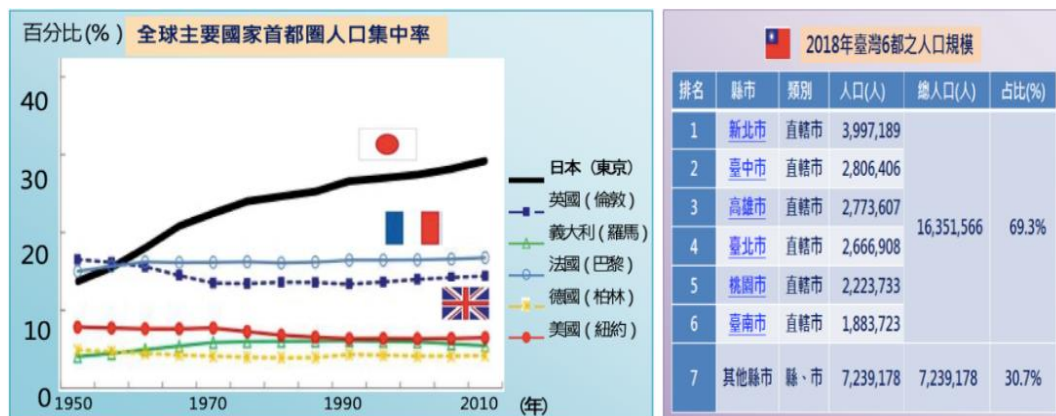 百分比(%) 全球主要國家首都圈人口集中率
40
30
20
10
0
1950 1970 1990 2010 (年)
日本(東京)
英國(倫敦)
義大利(羅馬)
法國(巴黎)
德國(柏林)
美國(紐約)
2018年臺灣6都之人口規模
排名 縣市 類別 人口(人) 總人口(人) 占比(%)
1 新北市 直轄市 3,997,189
2 臺中市 直轄市 2,806,406
3 高雄市 直轄市 2,773,607
16,351,566 69.3%
4 臺北市 直轄市 2,666,908
5 桃園市 直轄市 2,223,733
6 臺南市 直轄市 1,883,723
7 其他縣市 縣、市 7,239,178 7,239,178 30.7%